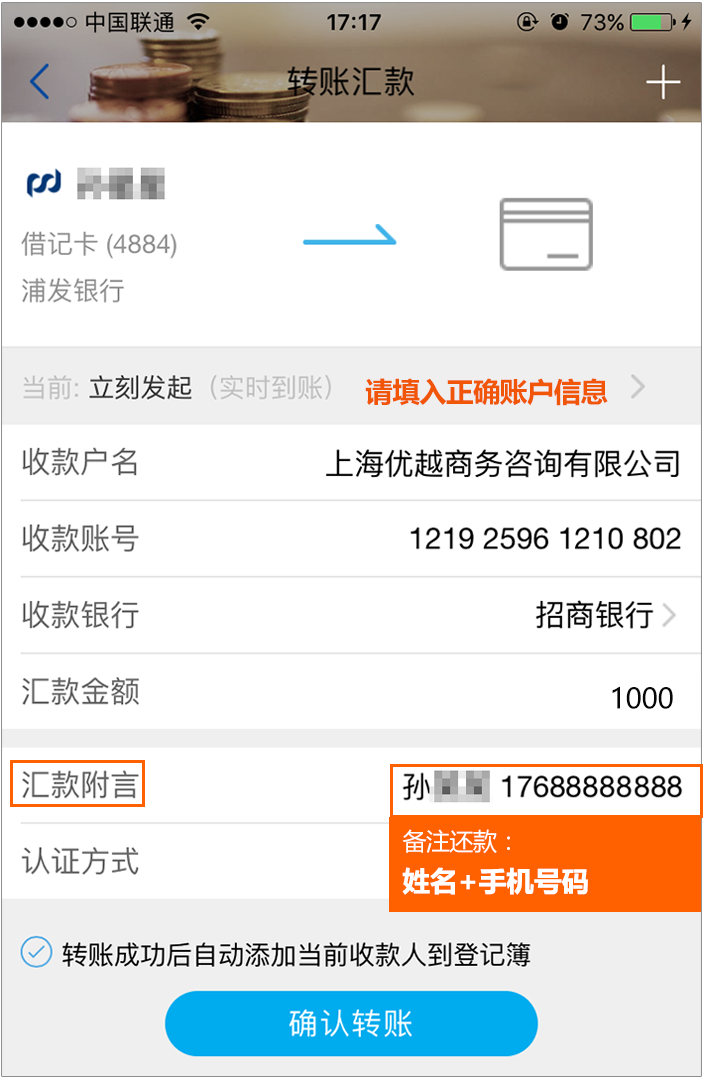 中国联通 17:17 73%
转账汇款
借记卡 (4884)
浦发银行
当前: 立刻发起（实时到账） 请填入正确账户信息
收款户名 上海优越商务咨询有限公司
收款账号 1219 2596 1210 802
收款银行 招商银行
汇款金额 1000
汇款附言 孙 17688888888
备注还款：
姓名+手机号码
认证方式
转账成功后自动添加当前收款人到登记簿
确认转账